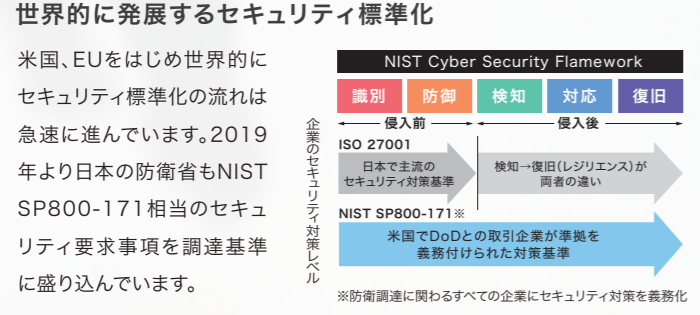 世界的に発展するセキュリティ標準化
米国、EUをはじめ世界的に
セキュリティ標準化の流れは
急速に進んでいます。2019
年より日本の防衛省もNIST
SP800-171相当のセキュ
リティ要求事項を調達基準
に盛り込んでいます。
企業のセキュリティ対策レベル
NIST Cyber Security Flamework
識別 防御 検知 対応 復旧
侵入前 侵入後
ISO 27001
日本で主流の
セキュリティ対策基準
検知→復旧(レジリエンス)が
両者の違い
NIST SP800-171※
米国でDoDとの取引企業が準拠を
義務付けられた対策基準
※防衛調達に関わるすべての企業にセキュリティ対策を義務化